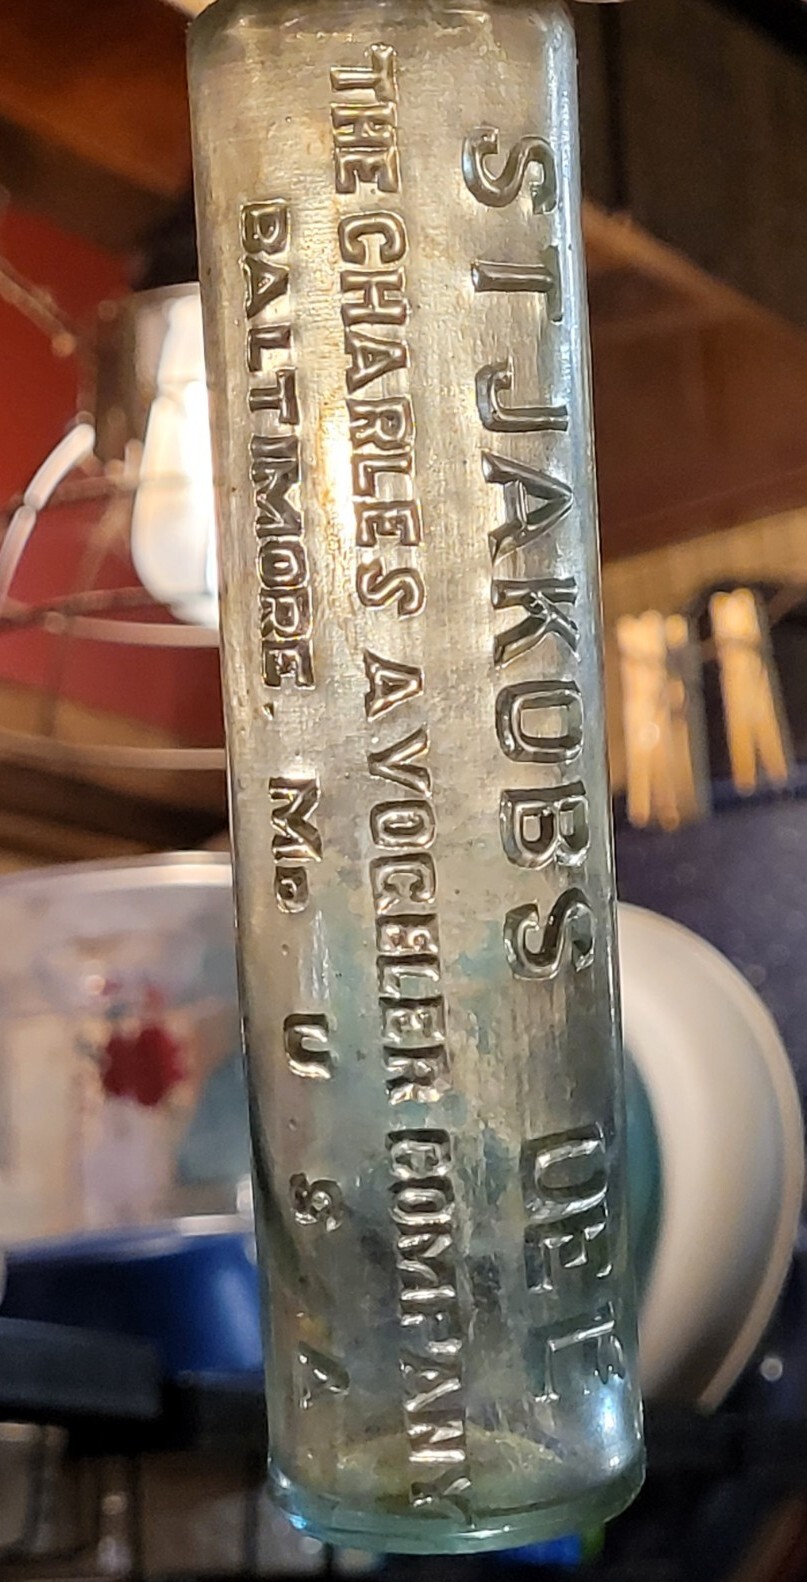 ST JAKOBS OEL
THE CHARLES A VOGELER COMPANY
BALTIMORE. MD U S A